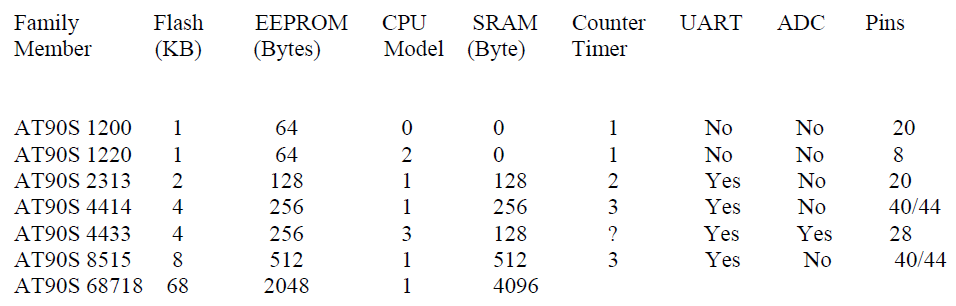 Family Flash EEPROM CPU SRAM Counter UART ADC Pins
Member (KB) (Bytes) Model (Byte) Timer
AT90S 1200 1 64 0 0 1 No No 20
AT90S 1220 1 64 2 0 1 No No 8
AT90S 2313 2 128 1 128 2 Yes No 20
AT90S 4414 4 256 1 256 3 Yes No 40/44
AT90S 4433 4 256 3 128 ? Yes Yes 28
AT90S 8515 8 512 1 512 3 Yes No 40/44
AT90S 68718 68 2048 1 4096